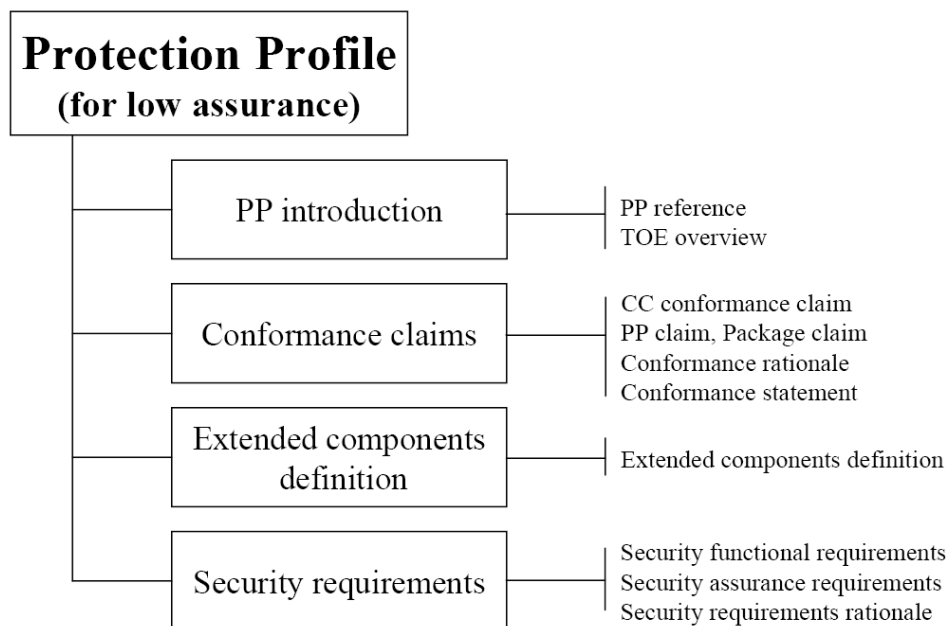 Protection Profile
(for low assurance)
PP introduction
PP reference
TOE overview
Conformance claims
CC conformance claim
PP claim, Package claim
Conformance rationale
Conformance statement
Extended components
definition
Extended components definition
Security requirements
Security functional requirements
Security assurance requirements
Security requirements rationale